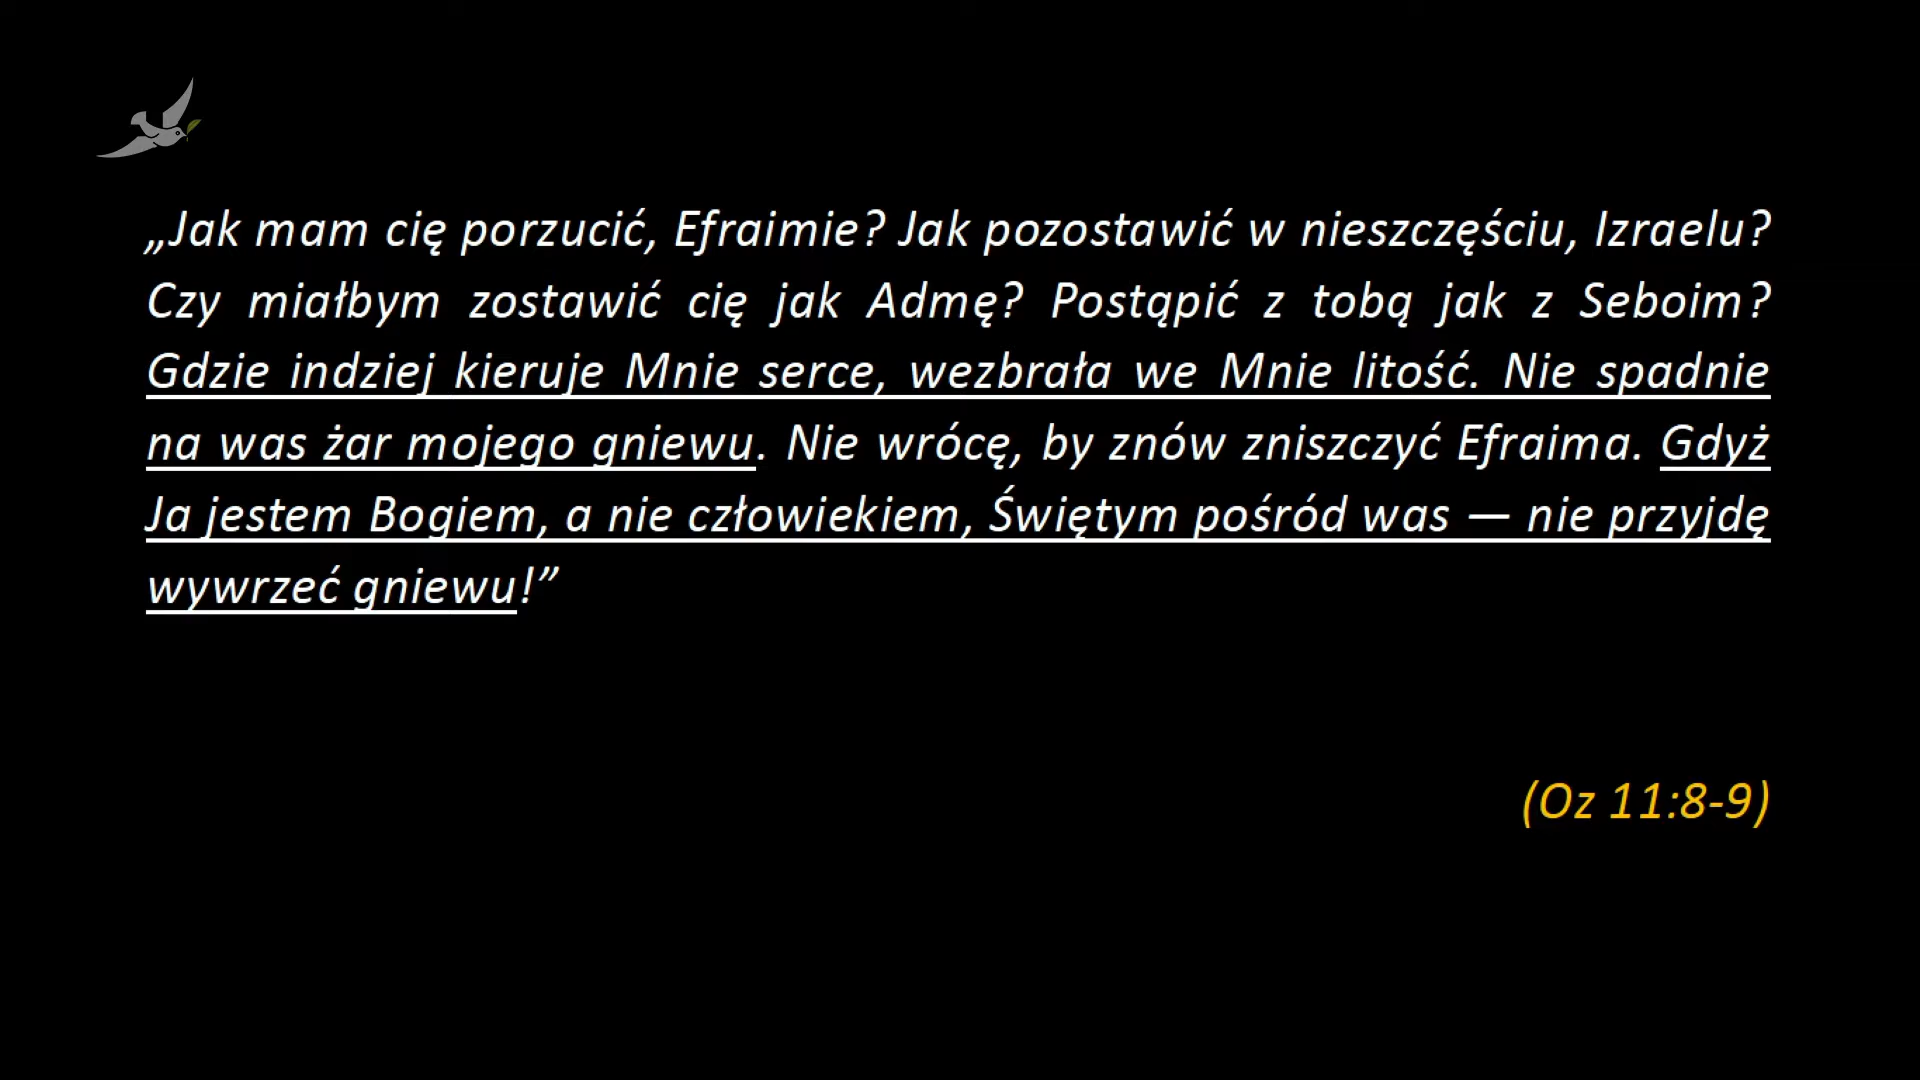 „Jak mam cię porzucić, Efraimie? Jak pozostawić w nieszczęściu, Izraelu?
Czy miałbym zostawić cię jak Admę? Postąpić z tobą jak z Seboim?
Gdzie indziej kieruje Mnie serce, wezbrała we Mnie litość. Nie spadnie
na was żar mojego gniewu. Nie wrócę, by znów zniszczyć Efraima. Gdyż
Ja jestem Bogiem, a nie człowiekiem, Świętym pośród was — nie przyjdę
wywrzeć gniewu!”
(Oz 11:8-9)